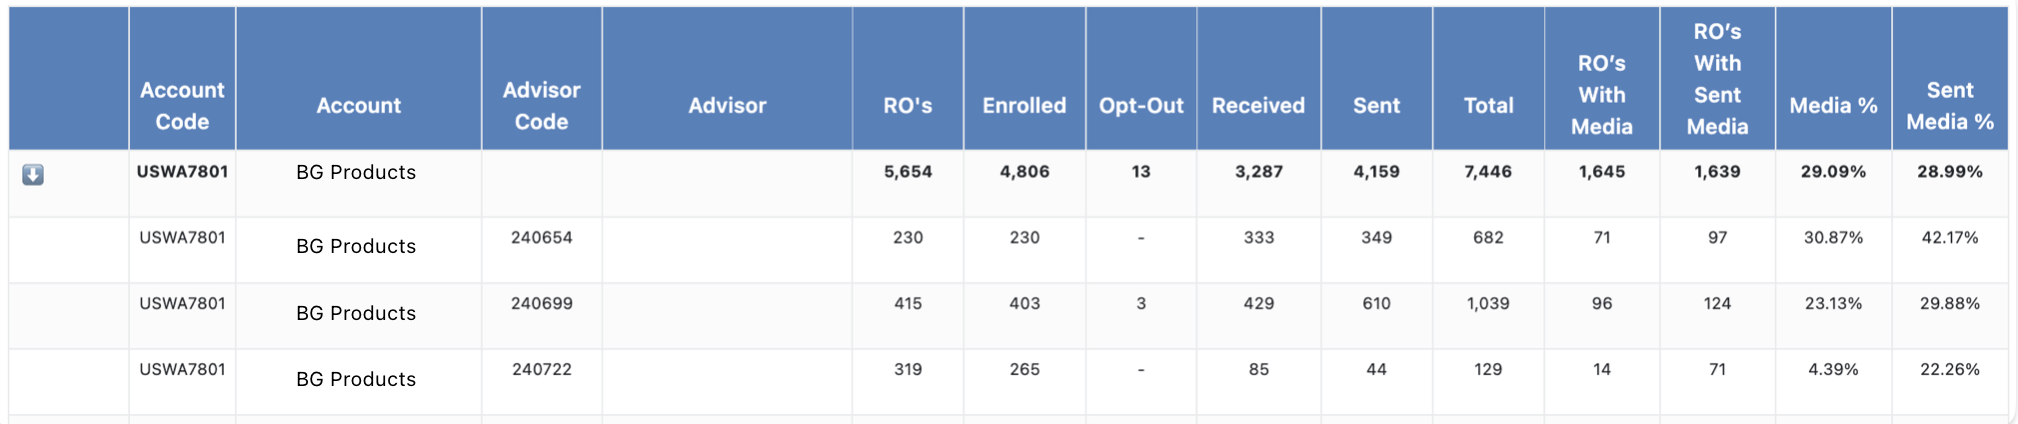 Account Code	Account	Advisor Code	Advisor	RO's	Enrolled	Opt-Out	Received	Sent	Total	RO’s With Media	RO’s With Sent Media	Media %	Sent Media %
USWA7801	BG Products	5,654	4,806	13	3,287	4,159	7,446	1,645	1,639	29.09%	28.99%
USWA7801	BG Products	240654	230	230	-	333	349	682	71	97	30.87%	42.17%
USWA7801	BG Products	240699	415	403	3	429	610	1,039	96	124	23.13%	29.88%
USWA7801	BG Products	240722	319	265	-	85	44	129	14	71	4.39%	22.26%